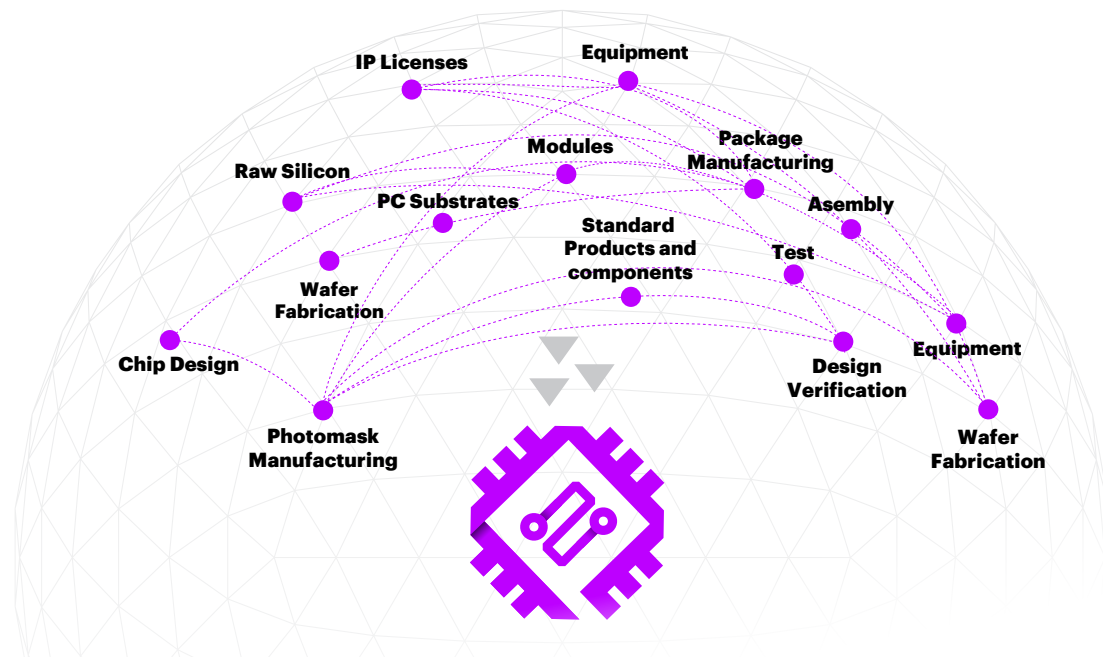 Equipment
IP Licenses
Package
Manufacturing
Modules
Raw Silicon
PC Substrates
Asembly
Standard
Products and
components
Test
Wafer
Fabrication
Chip Design
Equipment
Design
Verification
Photomask
Manufacturing
Wafer
Fabrication